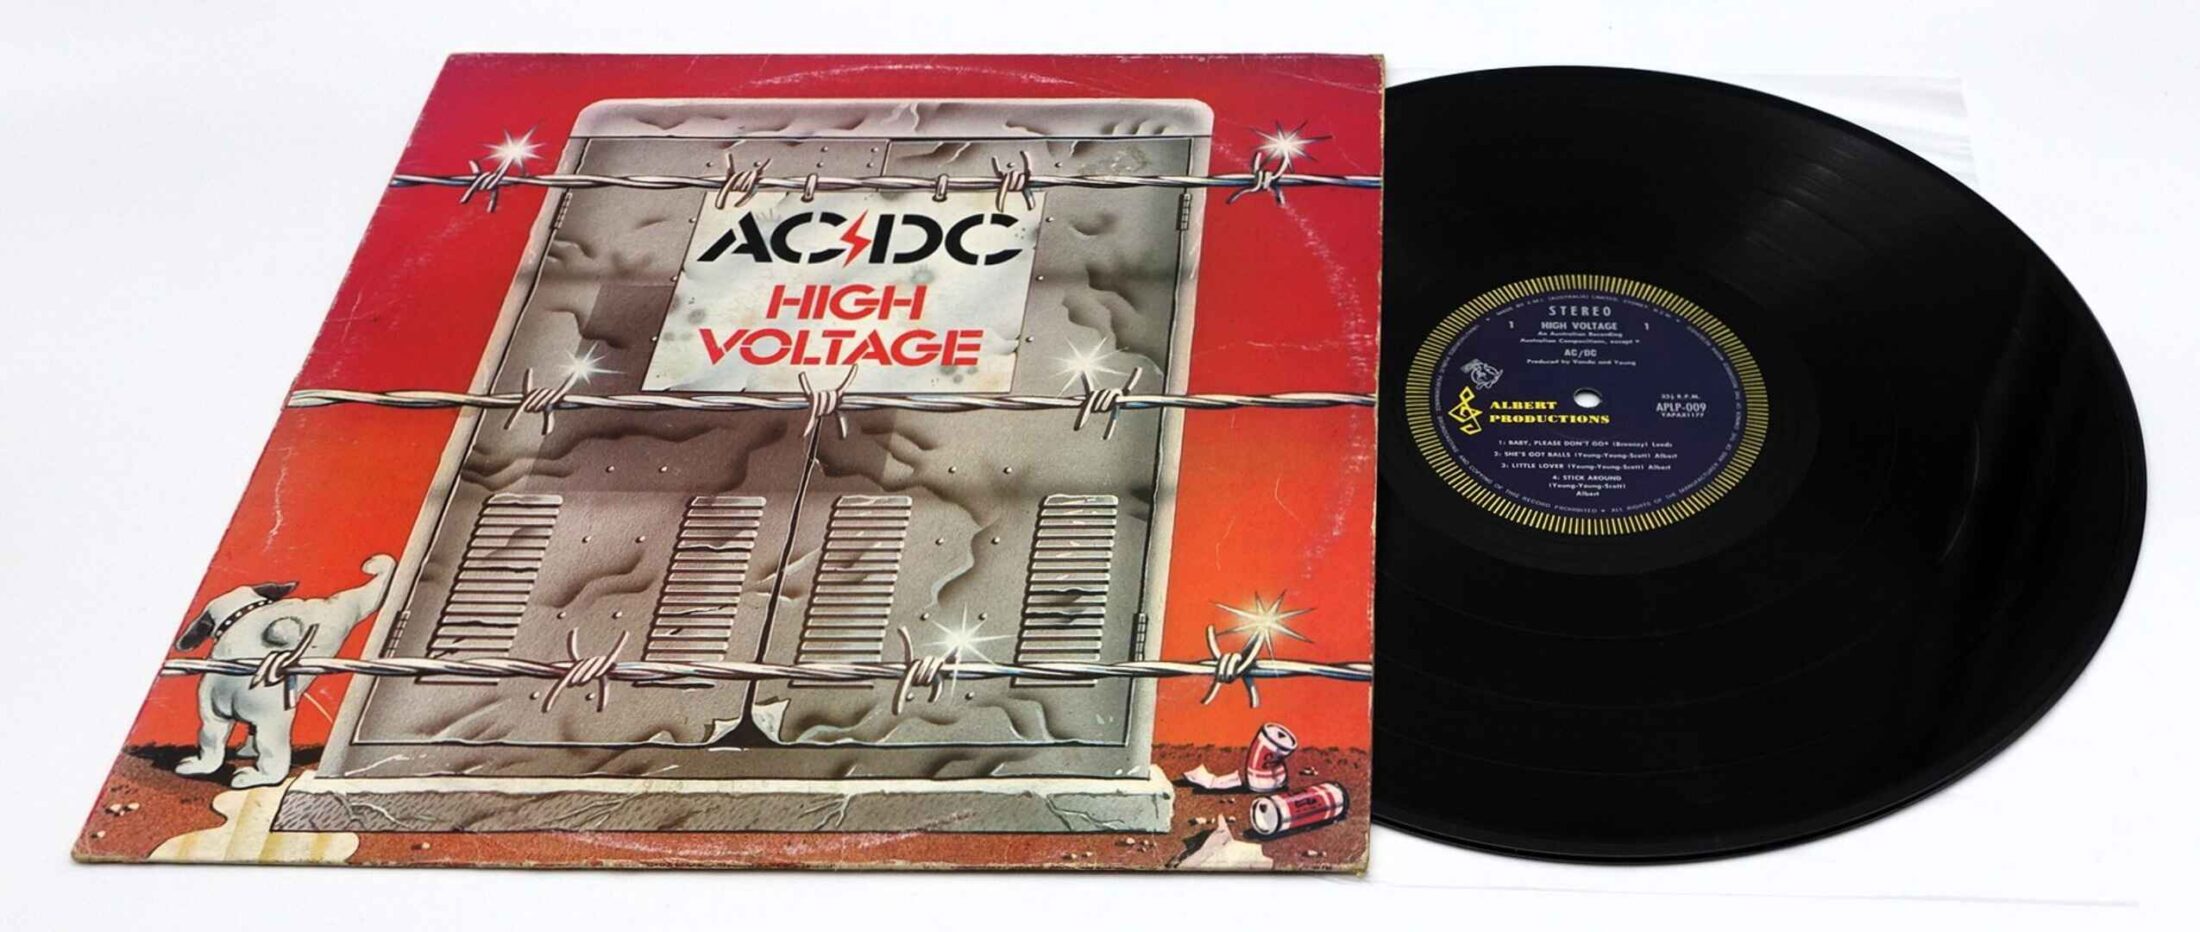 AC/DC
HIGH
VOLTAGE
STEREO
1 HIGH VOLTAGE 1
An Australian Recording
Australian Compositions, except *
AC/DC
Produced by Vanda and Young
ALBERT
PRODUCTIONS
33⅓ R.P.M.
APLP-009
1: BABY, PLEASE DON'T GO* (Broonzy) Leeds
2: SHE'S GOT BALLS (Young-Young-Scott) Albert
3: LITTLE LOVER (Young-Young-Scott) Albert
4: STICK AROUND
(Young-Young-Scott)
Albert